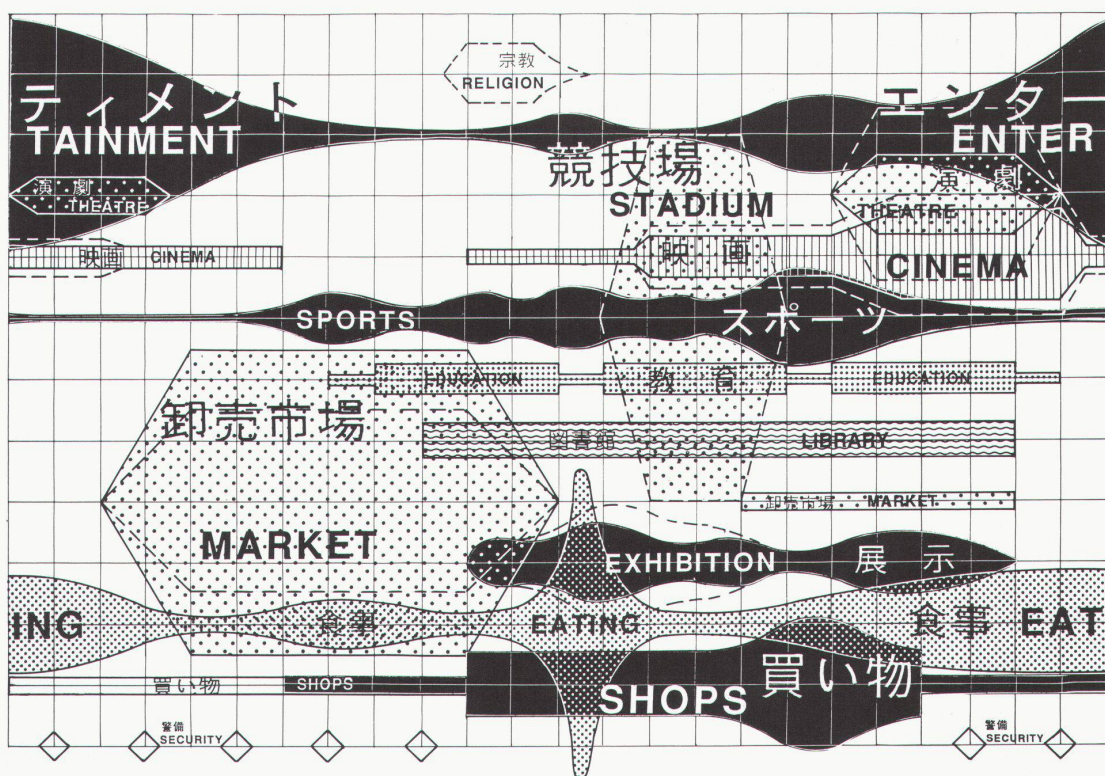 宗教
RELIGION
ティメント
TAINMENT
エンター
ENTER
競技場
STADIUM
演劇
THEATRE
演劇
THEATRE
映画 CINEMA
映画
CINEMA
SPORTS
スポーツ
EDUCATION
教育
EDUCATION
卸売市場
MARKET
図書館
LIBRARY
卸売市場 MARKET
EXHIBITION
展示
ING
食事
EATING
食事 EAT
買い物
SHOPS
SHOPS
買い物
警備
SECURITY
警備
SECURITY